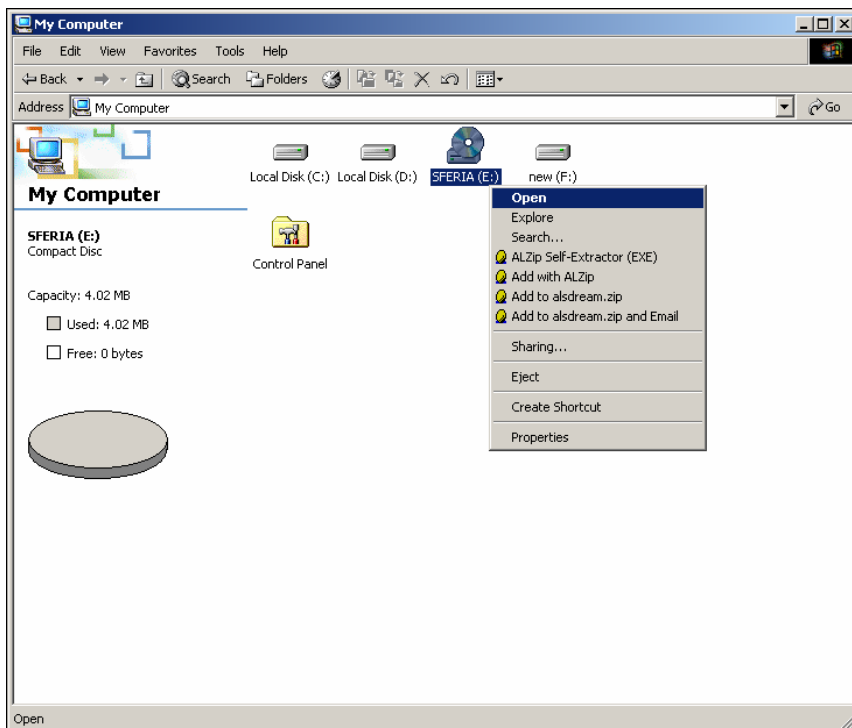 My Computer
File Edit View Favorites Tools Help
Back Search Folders
Address My Computer Go
Local Disk (C:) Local Disk (D:) SFERIA (E:) new (F:)
My Computer
SFERIA (E:)
Compact Disc
Control Panel
Capacity: 4.02 MB
Used: 4.02 MB
Free: 0 bytes
Open
Explore
Search...
ALZip Self-Extractor (EXE)
Add with ALZip
Add to alsdream.zip
Add to alsdream.zip and Email
Sharing...
Eject
Create Shortcut
Properties
Open